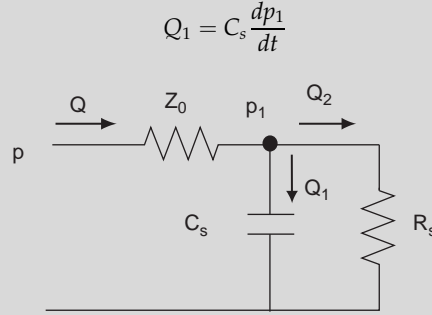 Q₁ = Cₛ dp₁/dt
Q Z₀ p₁ Q₂
p
Q₁
Cₛ Rₛ